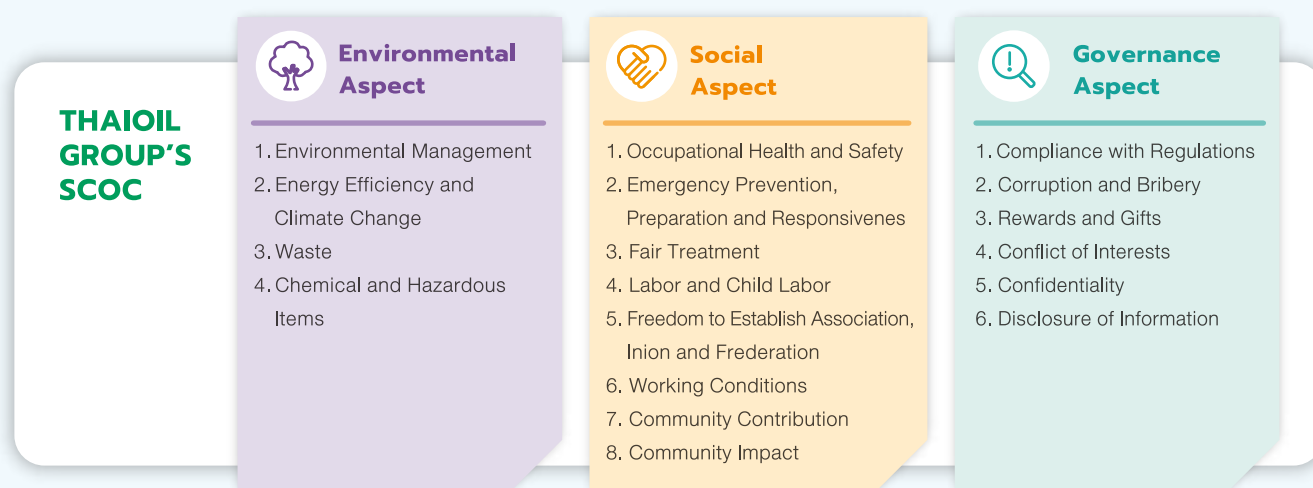 THAIOIL
GROUP'S
SCOC
Environmental
Aspect
1. Environmental Management
2. Energy Efficiency and
Climate Change
3. Waste
4. Chemical and Hazardous
Items
Social
Aspect
1. Occupational Health and Safety
2. Emergency Prevention,
Preparation and Responsivenes
3. Fair Treatment
4. Labor and Child Labor
5. Freedom to Establish Association,
Inion and Frederation
6. Working Conditions
7. Community Contribution
8. Community Impact
Governance
Aspect
1. Compliance with Regulations
2. Corruption and Bribery
3. Rewards and Gifts
4. Conflict of Interests
5. Confidentiality
6. Disclosure of Information